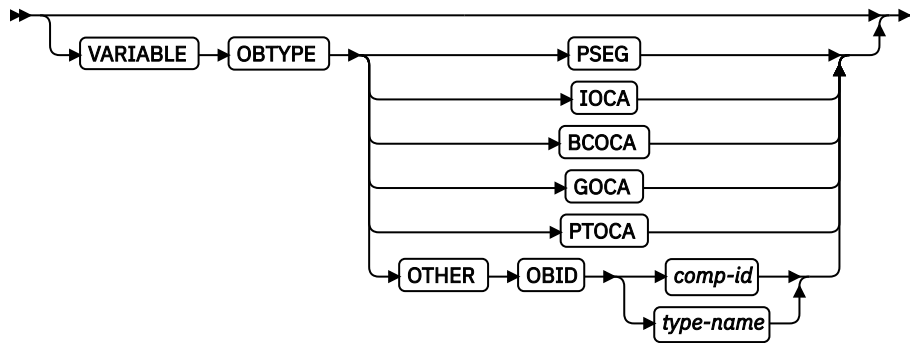 VARIABLE OBTYPE PSEG
IOCA
BCOCA
GOCA
PTOCA
OTHER OBID comp-id
type-name